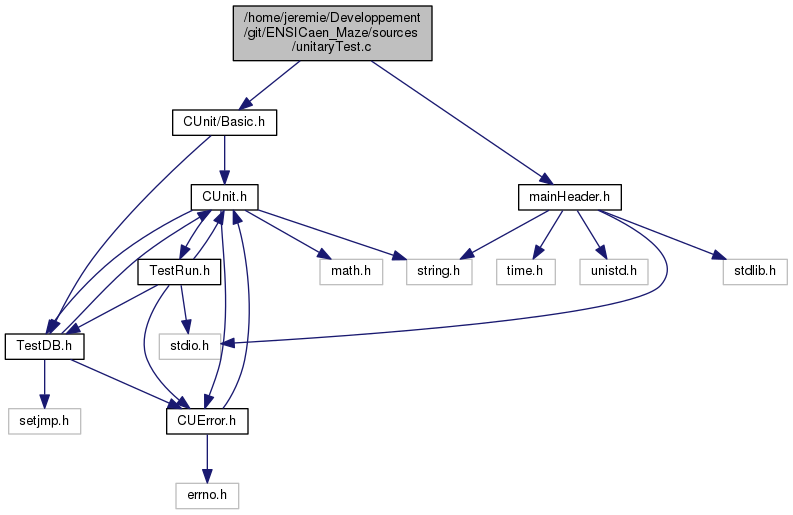 /home/jeremie/Developpement
/git/ENSICaen_Maze/sources
/unitaryTest.c
CUnit/Basic.h
CUnit.h
mainHeader.h
TestRun.h
math.h
string.h
time.h
unistd.h
stdlib.h
TestDB.h
stdio.h
setjmp.h
CUError.h
errno.h